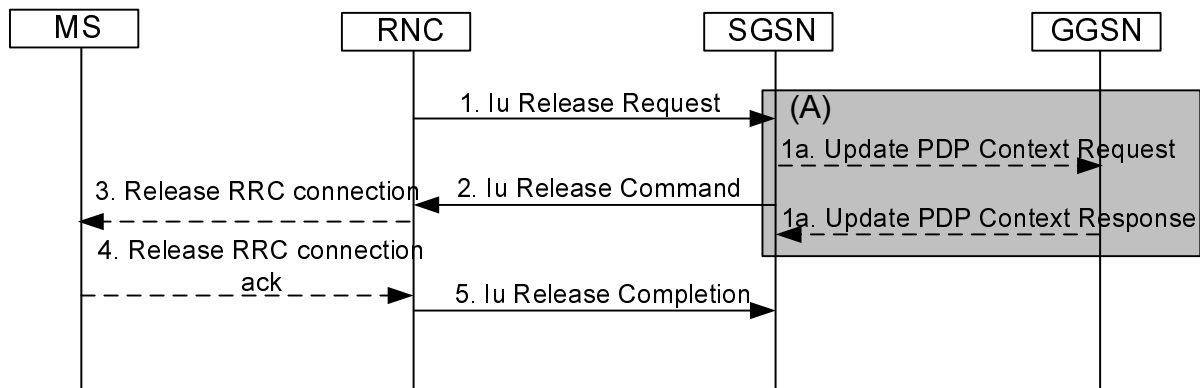 MS
RNC
SGSN
GGSN
1. Iu Release Request
(A)
1a. Update PDP Context Request
3. Release RRC connection
2. Iu Release Command
1a. Update PDP Context Response
4. Release RRC connection
ack
5. Iu Release Completion